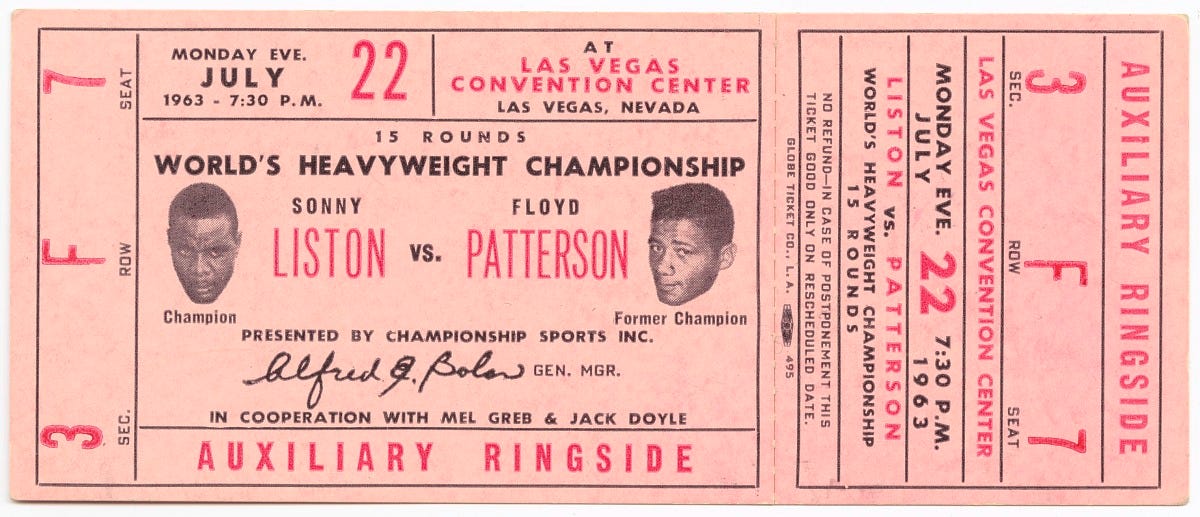 7 SEAT
F ROW
3 SEC.
MONDAY EVE.
JULY 22
1963 - 7:30 P.M.
AT
LAS VEGAS
CONVENTION CENTER
LAS VEGAS, NEVADA
15 ROUNDS
WORLD'S HEAVYWEIGHT CHAMPIONSHIP
SONNY
LISTON
vs.
FLOYD
PATTERSON
Champion
Former Champion
PRESENTED BY CHAMPIONSHIP SPORTS INC.
Alfred G. Bolan GEN. MGR.
IN COOPERATION WITH MEL GREB & JACK DOYLE
AUXILIARY RINGSIDE
AUXILIARY RINGSIDE
3 SEC.
F ROW
7 SEAT
LAS VEGAS CONVENTION CENTER
MONDAY EVE. 22 7:30 P.M.
JULY 1963
LISTON vs. PATTERSON
WORLD'S HEAVYWEIGHT CHAMPIONSHIP
15 ROUNDS
NO REFUND—IN CASE OF POSTPONEMENT THIS
TICKET GOOD ONLY ON RESCHEDULED DATE.
GLOBE TICKET CO., L. A. 495